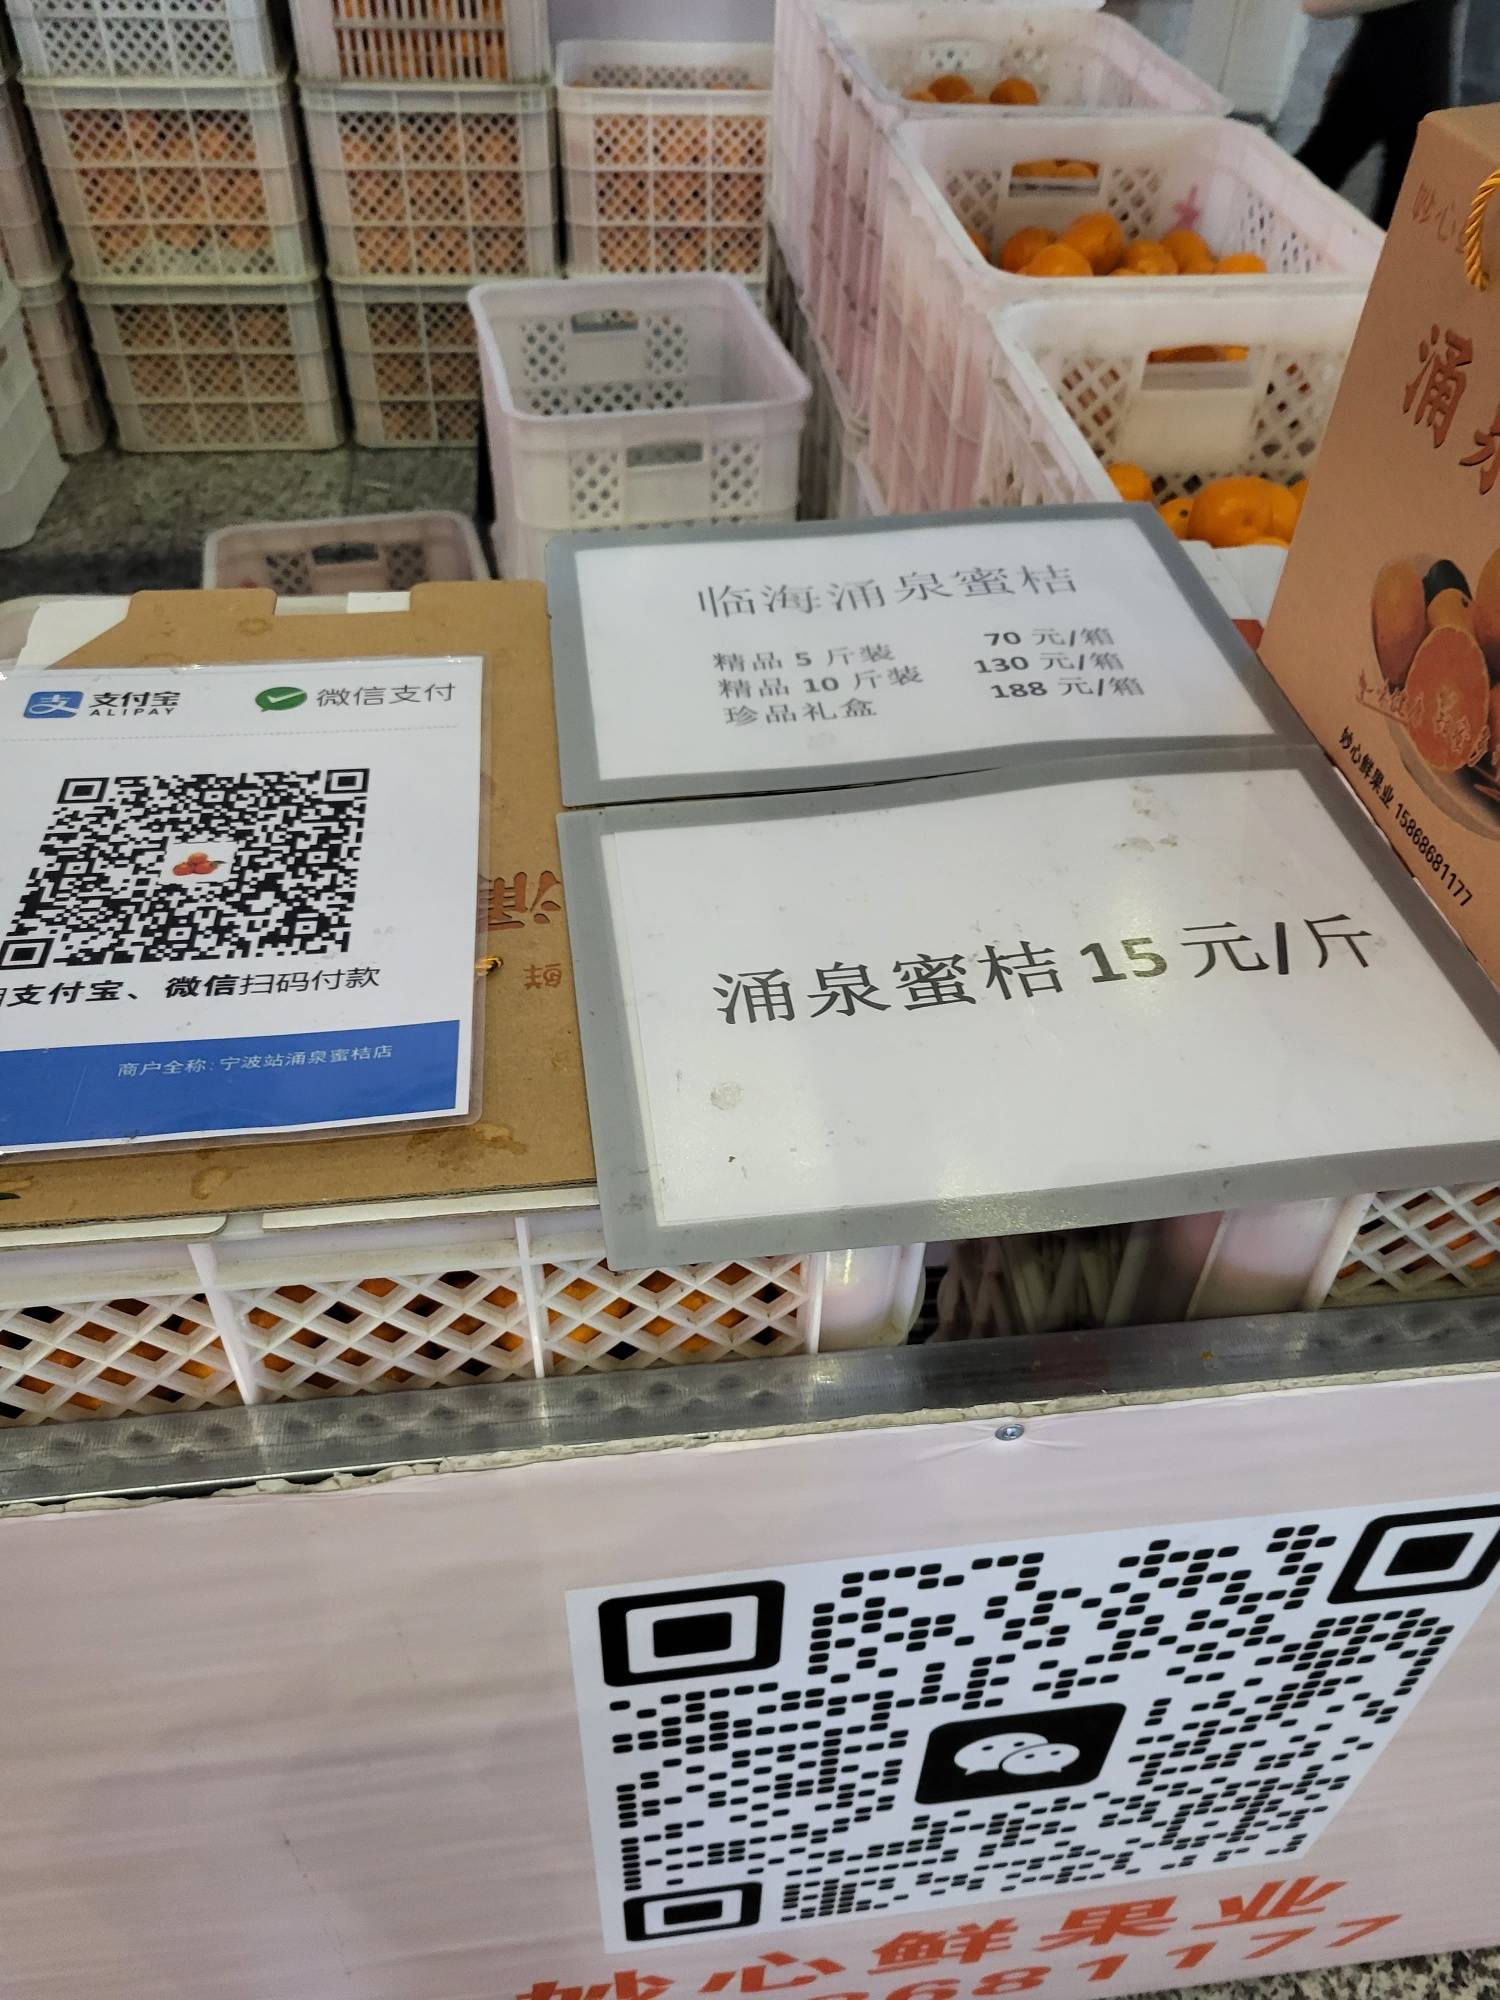 临海涌泉蜜桔
精品 5 斤装 70 元/箱
精品 10 斤装 130 元/箱
珍品礼盒 188 元/箱
支付宝
ALIPAY
微信支付
支付宝、微信扫码付款
商户全称: 宁波站涌泉蜜桔店
涌泉蜜桔 15 元/斤
涌
妙心鲜果业 15868681177
涌
妙心鲜果业
681177